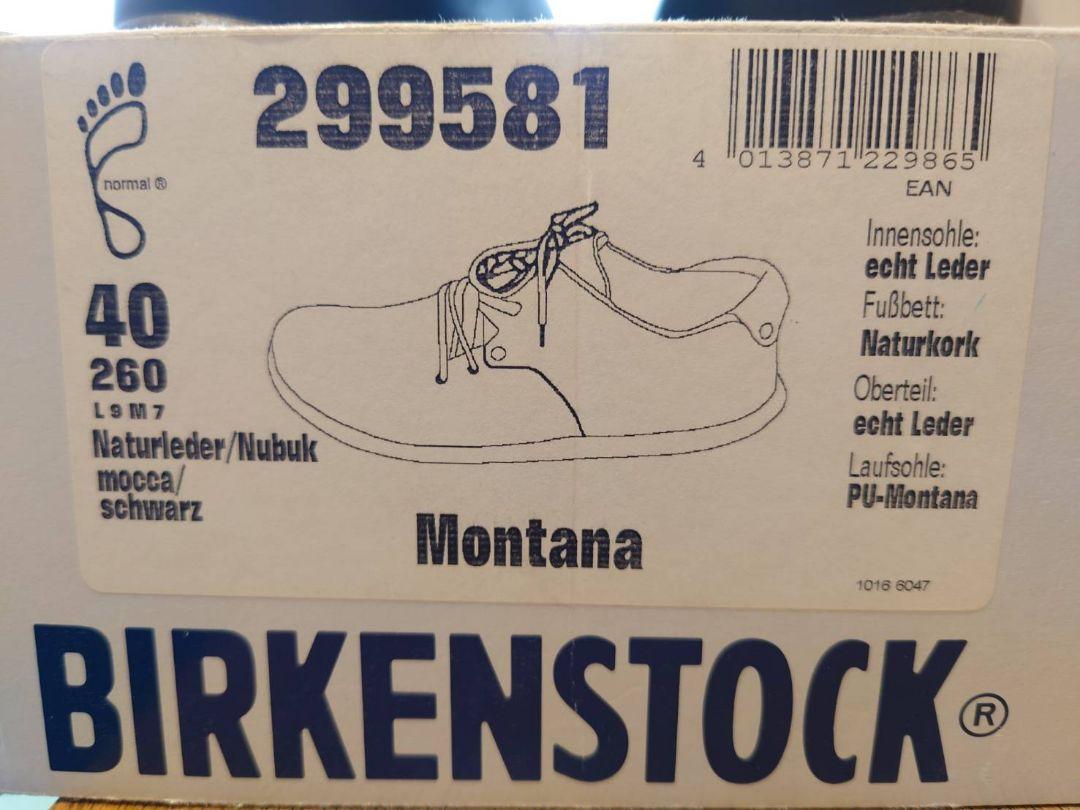 299581
4 013871 229865
EAN
normal ®
40
260
L 9 M 7
Naturleder/Nubuk
mocca/
schwarz
Innensohle:
echt Leder
Fußbett:
Naturkork
Oberteil:
echt Leder
Laufsohle:
PU-Montana
Montana
1016 6047
BIRKENSTOCK®